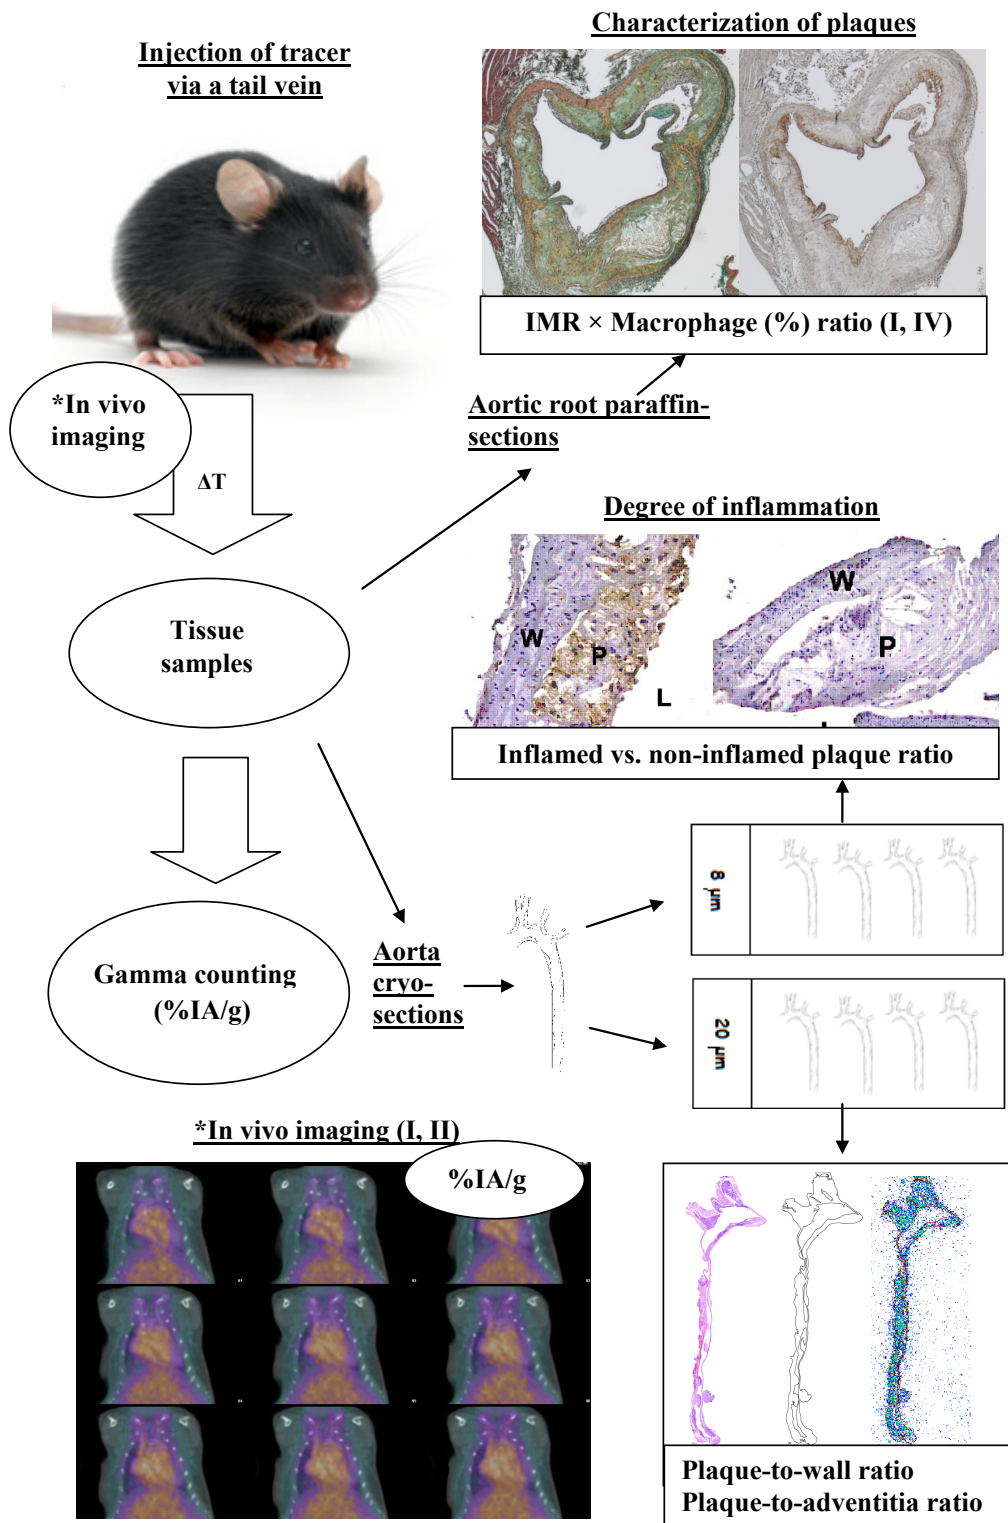 Characterization of plaques
Injection of tracer
via a tail vein
IMR × Macrophage (%) ratio (I, IV)
*In vivo
imaging
ΔT
Aortic root paraffin-
sections
Degree of inflammation
W
P
L
W
P
Tissue
samples
Inflamed vs. non-inflamed plaque ratio
8 µm
Gamma counting
(%IA/g)
Aorta
cryo-
sections
20 µm
*In vivo imaging (I, II)
%IA/g
Plaque-to-wall ratio
Plaque-to-adventitia ratio